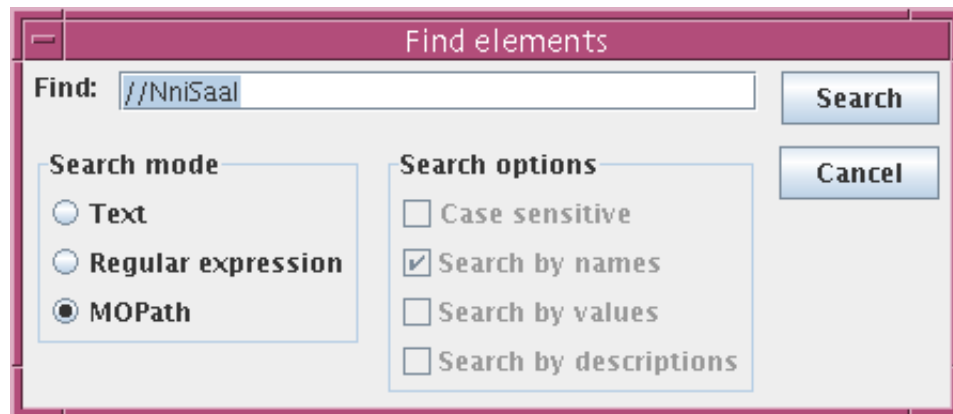 Find elements
Find: //NniSaal
Search
Cancel
Search mode
Text
Regular expression
MOPath
Search options
Case sensitive
Search by names
Search by values
Search by descriptions